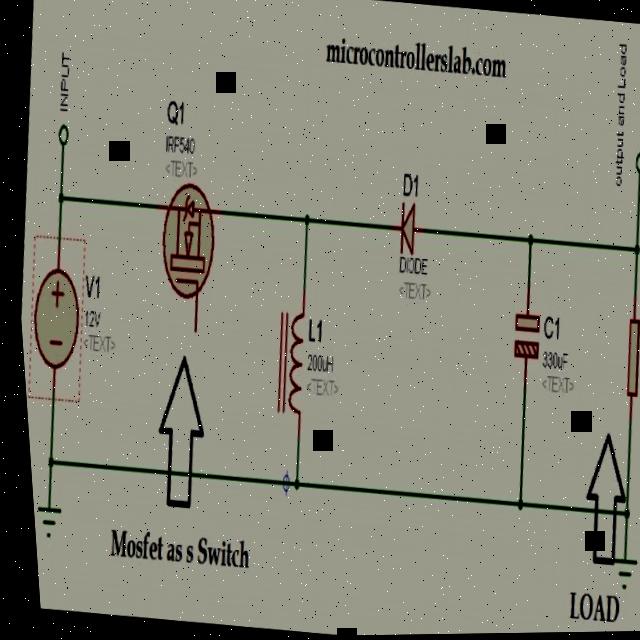 microcontrollerslab.com
INPUT
output and Load
Q1
IRF540
<TEXT>
D1
DIODE
<TEXT>
V1
12V
<TEXT>
L1
200uH
<TEXT>
C1
330uF
<TEXT>
Mosfet as s Switch
LOAD